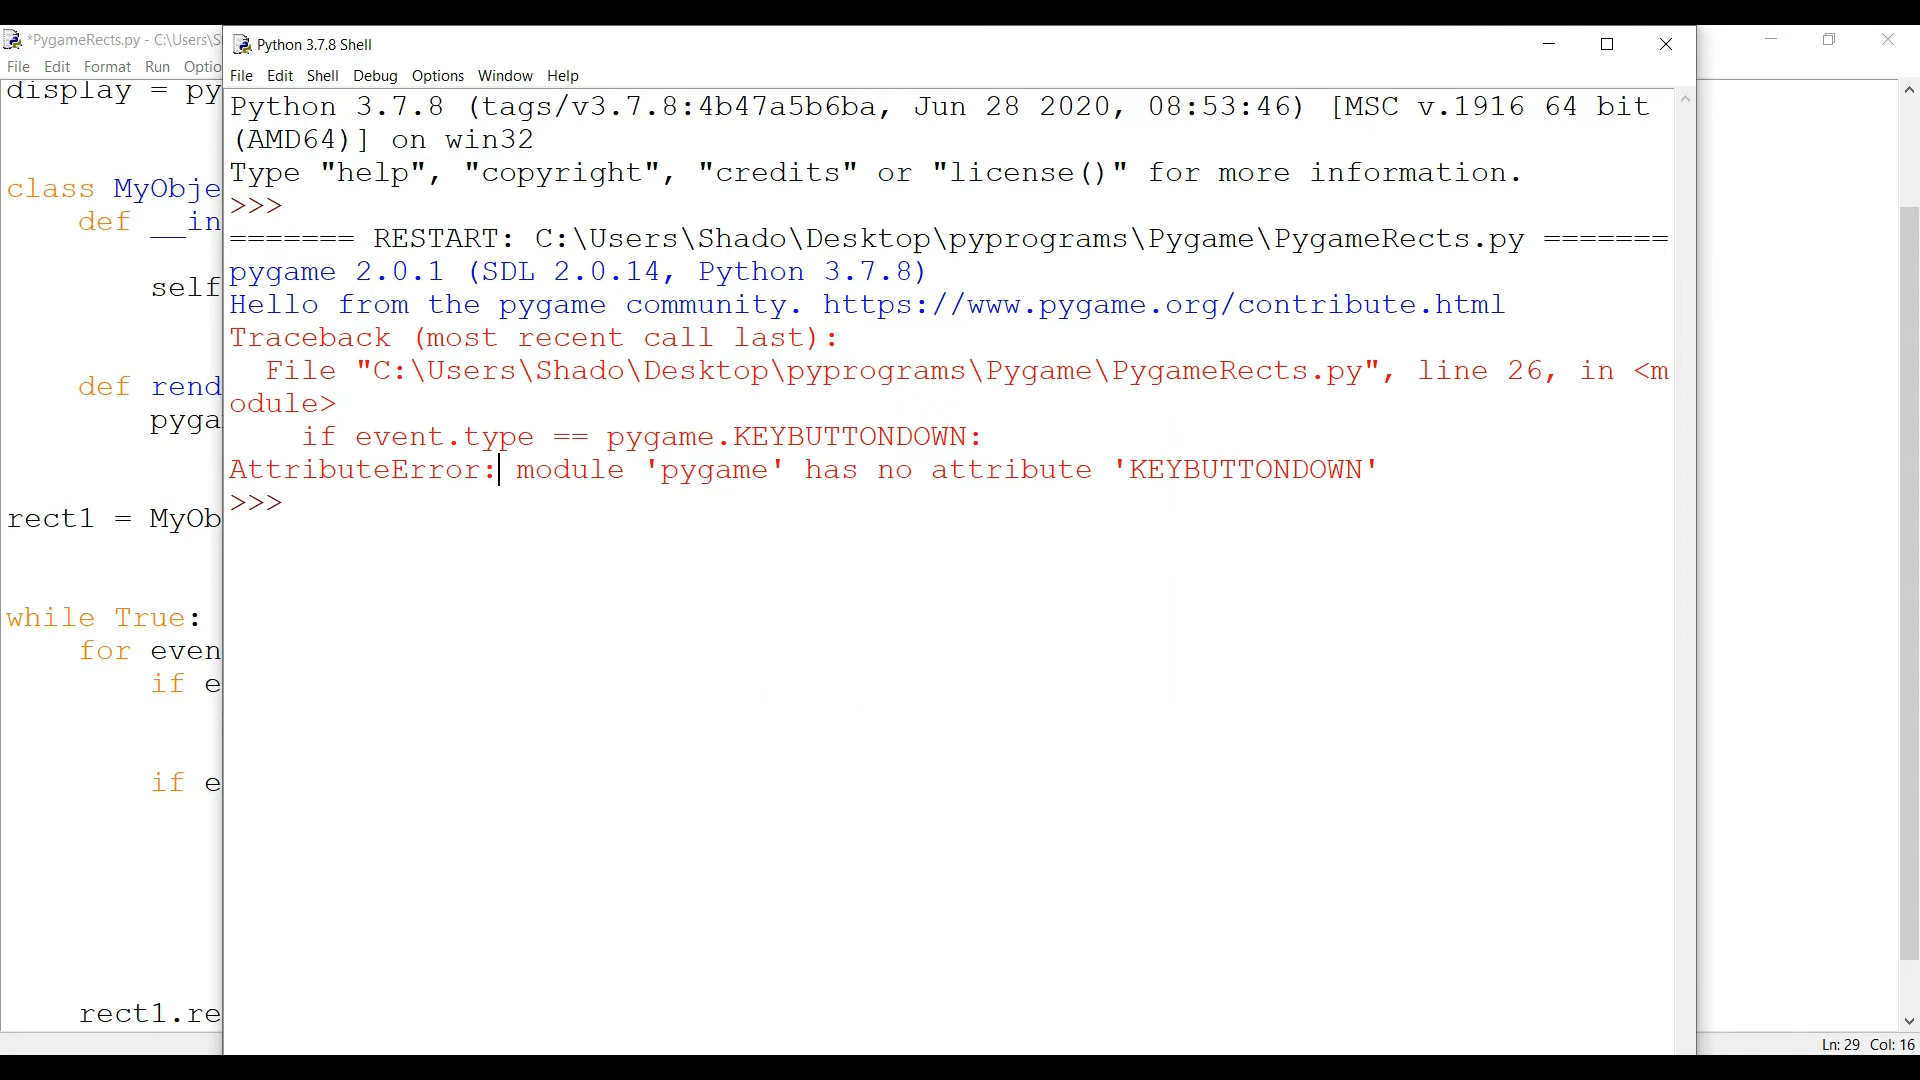 *PygameRects.py - C:\Users\S
File Edit Format Run Optio
display = py
class MyObje
def __in
self
def rend
pyga
rect1 = MyOb
while True:
for even
if e
if e
rect1.re
Python 3.7.8 Shell
File Edit Shell Debug Options Window Help
Python 3.7.8 (tags/v3.7.8:4b47a5b6ba, Jun 28 2020, 08:53:46) [MSC v.1916 64 bit
(AMD64)] on win32
Type "help", "copyright", "credits" or "license()" for more information.
>>>
======= RESTART: C:\Users\Shado\Desktop\pyprograms\Pygame\PygameRects.py =======
pygame 2.0.1 (SDL 2.0.14, Python 3.7.8)
Hello from the pygame community. https://www.pygame.org/contribute.html
Traceback (most recent call last):
File "C:\Users\Shado\Desktop\pyprograms\Pygame\PygameRects.py", line 26, in <m
odule>
if event.type == pygame.KEYBUTTONDOWN:
AttributeError: module 'pygame' has no attribute 'KEYBUTTONDOWN'
>>>
Ln: 29 Col: 16